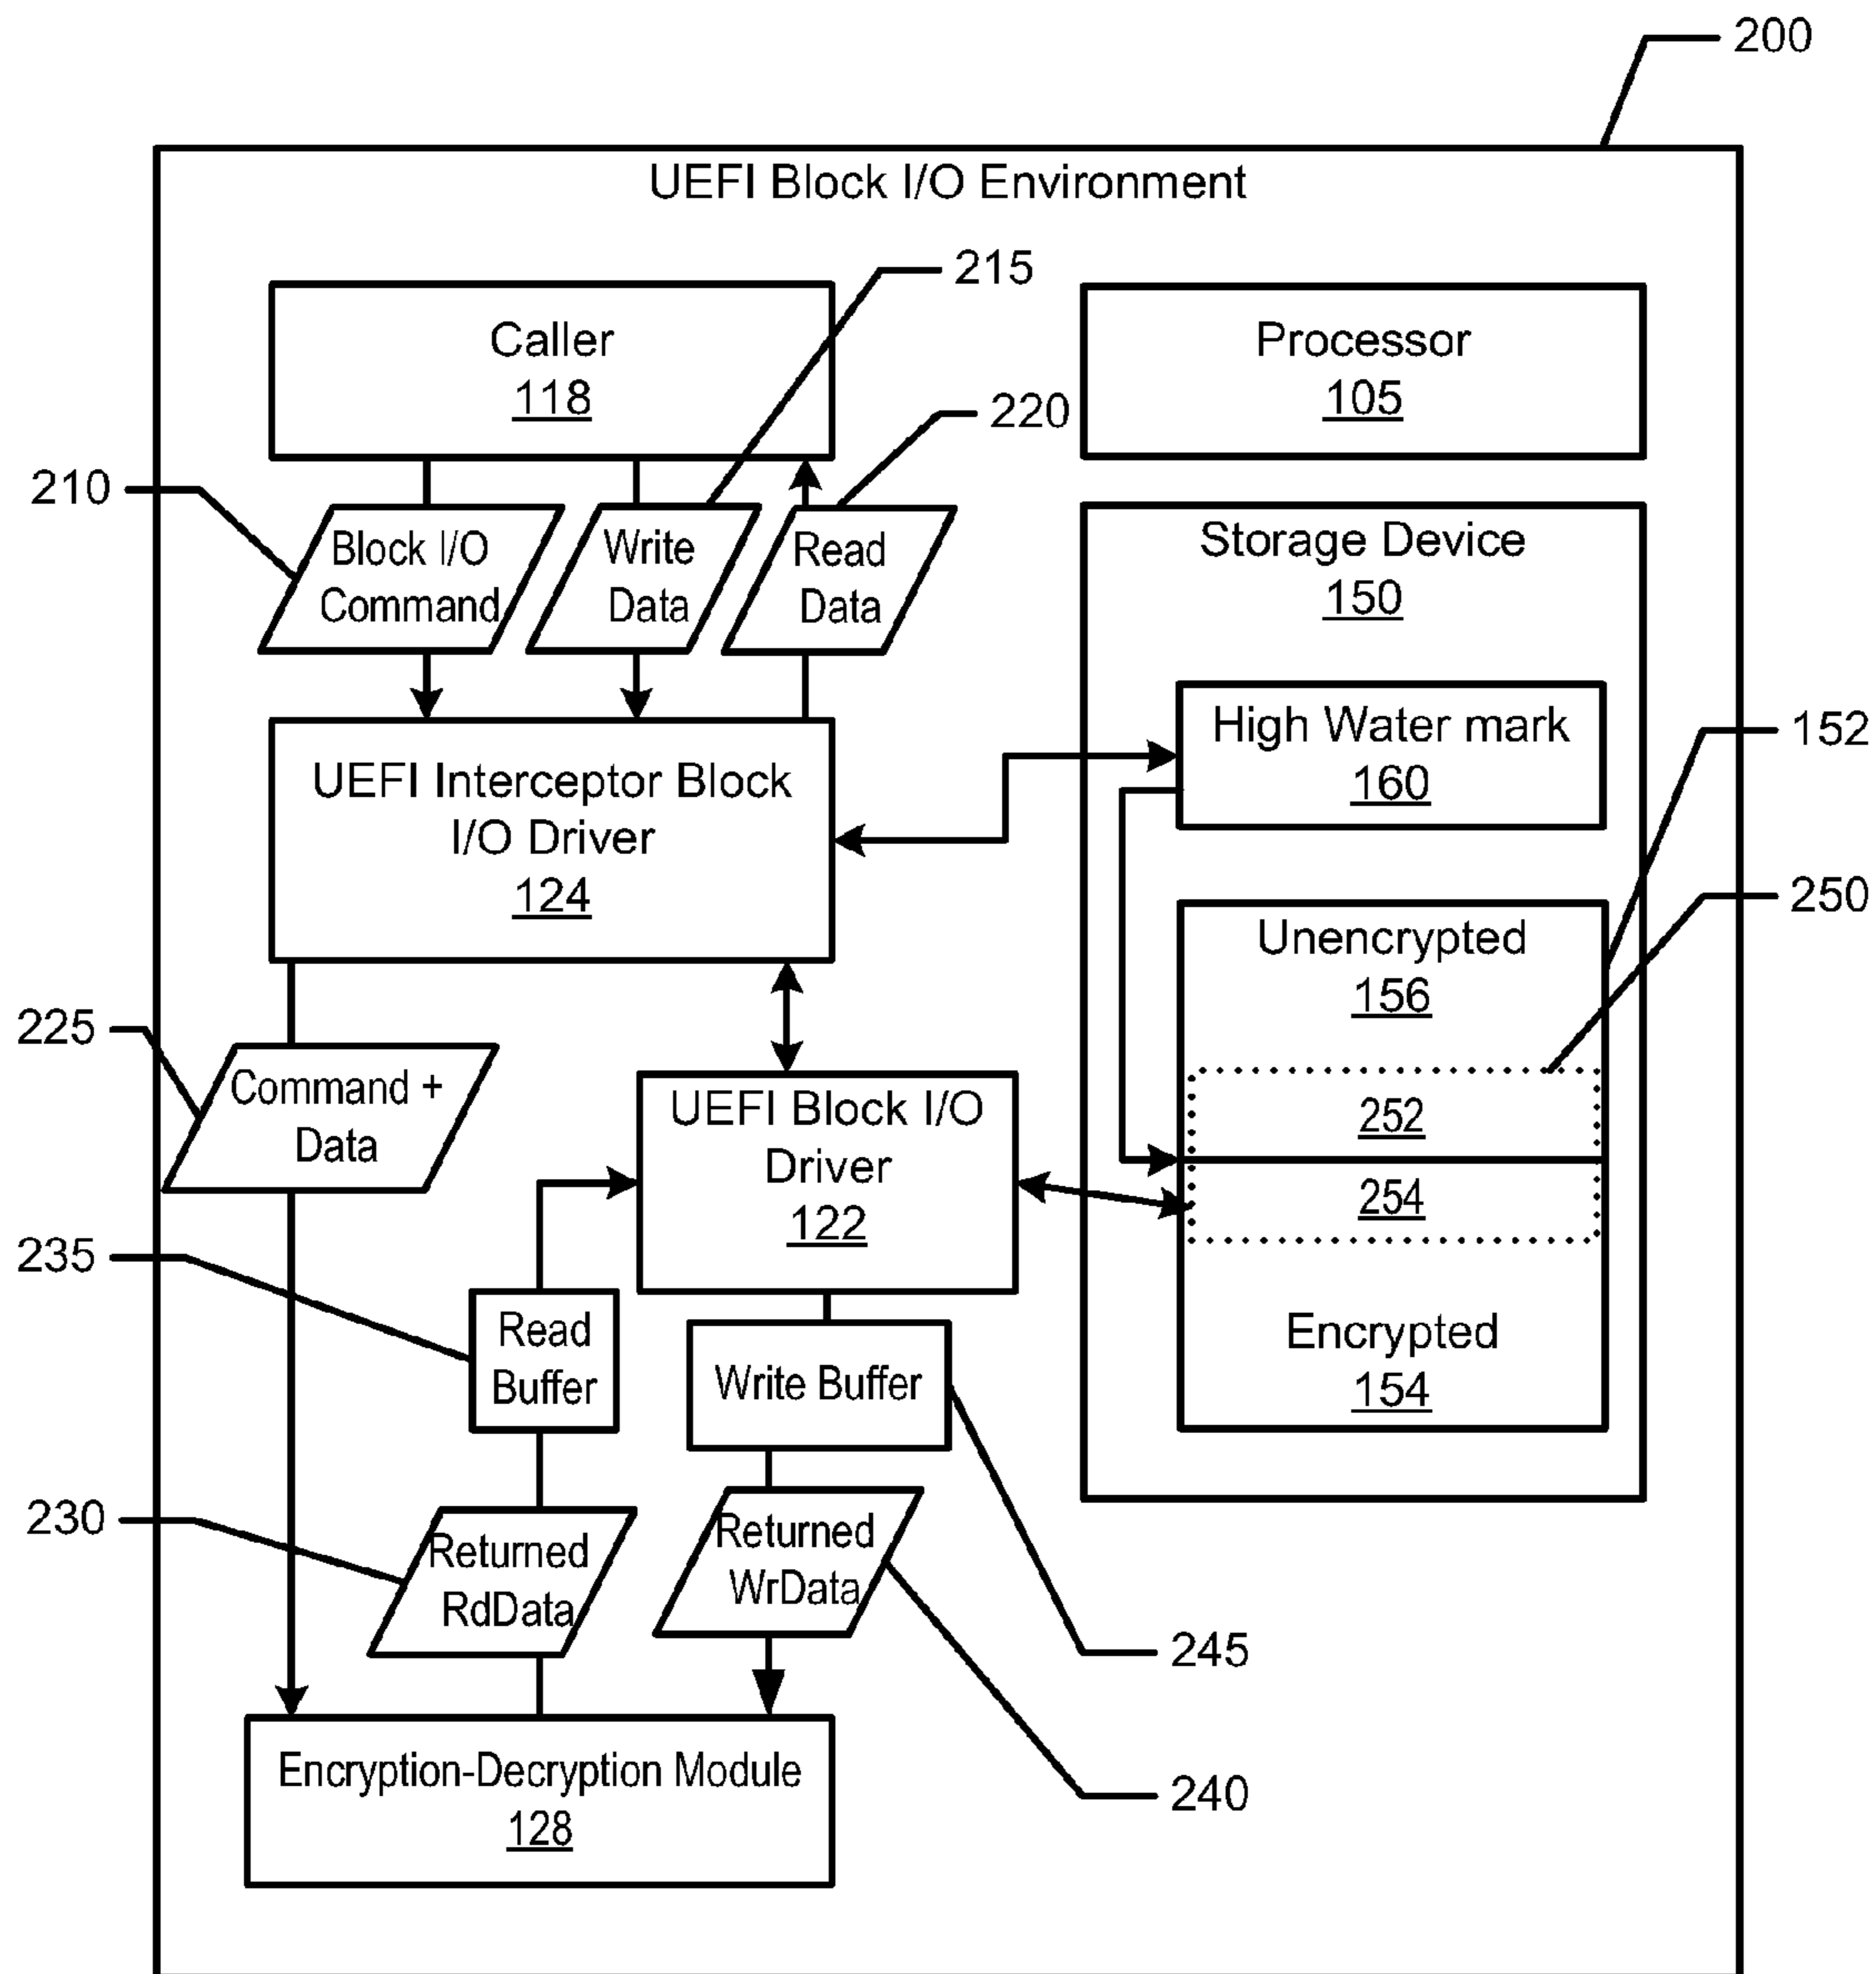 200
UEFI Block I/O Environment
215
Caller
118
Processor
105
220
210
Block I/O
Command
Write
Data
Read
Data
Storage Device
150
High Water mark
160
152
UEFI Interceptor Block
I/O Driver
124
250
Unencrypted
156
225
Command +
Data
UEFI Block I/O
Driver
122
252
254
235
Read
Buffer
Write Buffer
Encrypted
154
230
Returned
RdData
Returned
WrData
245
Encryption-Decryption Module
128
240